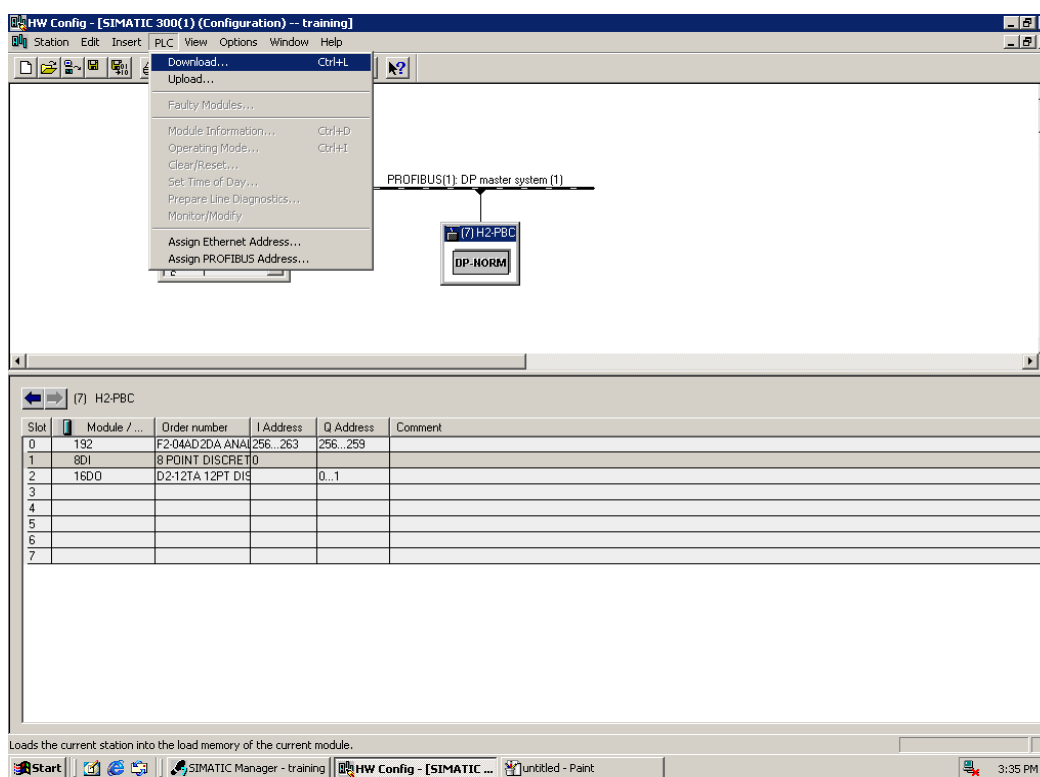 HW Config - [SIMATIC 300(1) (Configuration) -- training]
Station Edit Insert PLC View Options Window Help
Download... Ctrl+L
Upload...
Faulty Modules...
Module Information... Ctrl+D
Operating Mode... Ctrl+I
Clear/Reset...
Set Time of Day...
Prepare Line Diagnostics...
Monitor/Modify
Assign Ethernet Address...
Assign PROFIBUS Address...
PROFIBUS(1): DP master system (1)
(7) H2-PBC
DP-NORM
(7) H2-PBC
Slot Module / ... Order number I Address Q Address Comment
0 192 F2-04AD2DA ANAL 256...263 256...259
1 8DI 8 POINT DISCRET 0
2 16DO D2-12TA 12PT DIS 0...1
3
4
5
6
7
Loads the current station into the load memory of the current module.
Start SIMATIC Manager - training HW Config - [SIMATIC ... untitled - Paint 3:35 PM